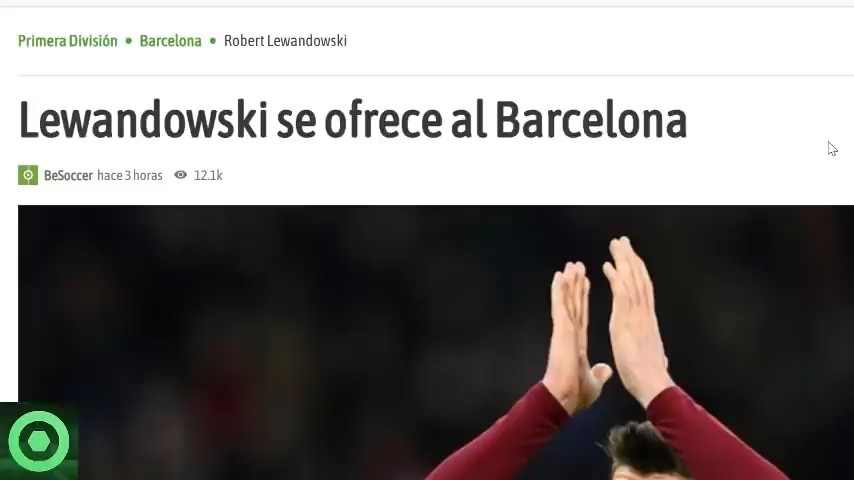 Primera División • Barcelona • Robert Lewandowski
Lewandowski se ofrece al Barcelona
BeSoccer hace 3 horas 12.1k